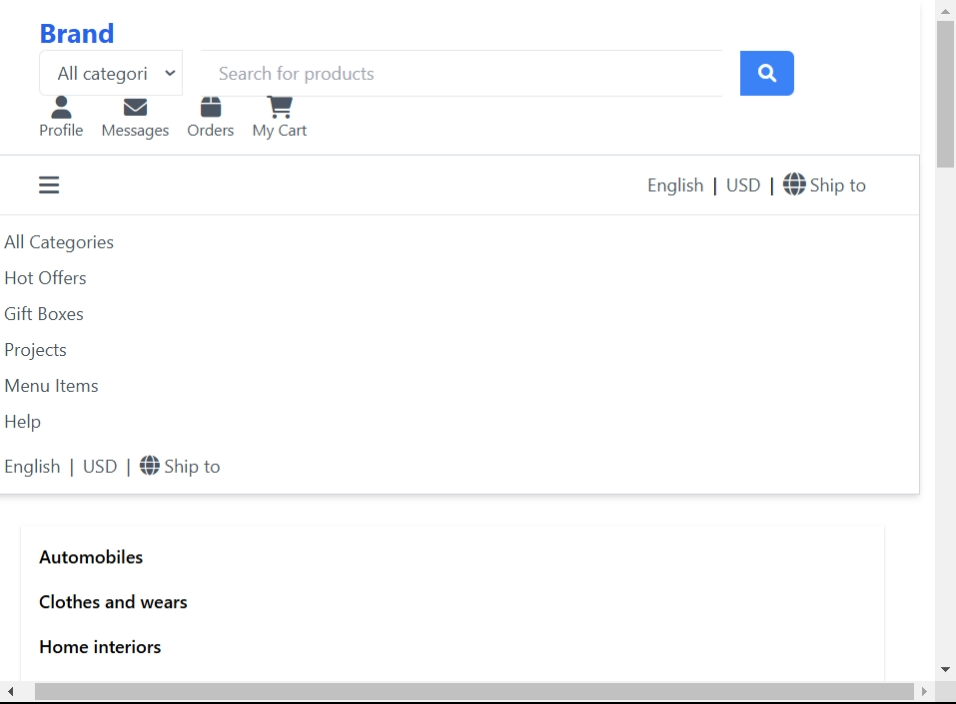 Brand
All categori Search for products
Profile Messages Orders My Cart
English | USD | Ship to
All Categories
Hot Offers
Gift Boxes
Projects
Menu Items
Help
English | USD | Ship to
Automobiles
Clothes and wears
Home interiors